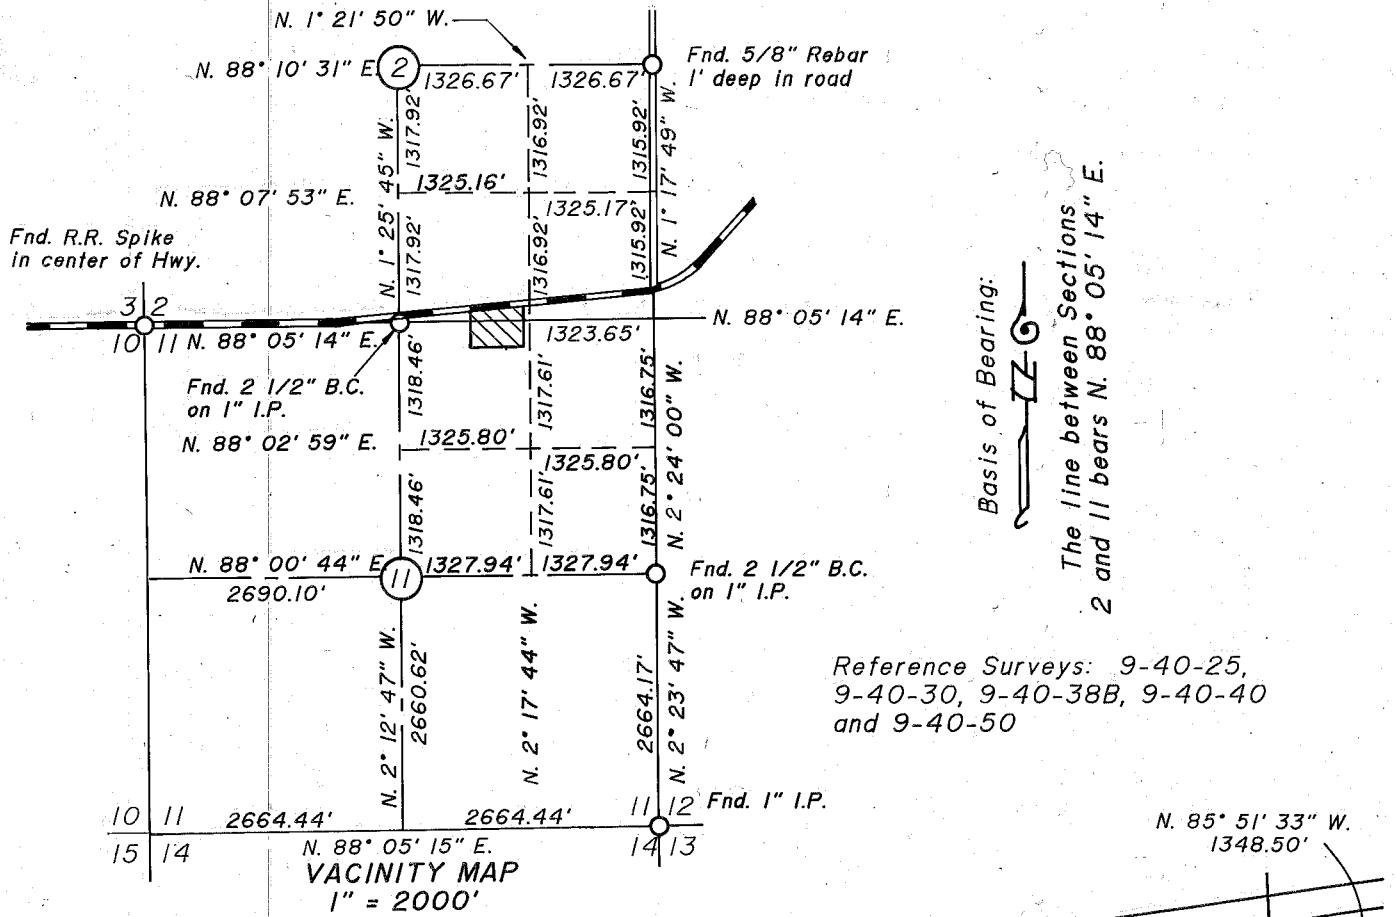 N. 1° 21' 50" W.
N. 88° 10' 31" E.
2
1326.67'
1326.67'
Fnd. 5/8" Rebar
1' deep in road
N. 1° 25' 45" W.
1317.92'
1317.92'
1316.92'
1316.92'
1315.92'
1315.92'
N. 1° 17' 49" W.
N. 88° 07' 53" E.
1325.16'
1325.17'
Fnd. R.R. Spike
in center of Hwy.
3 2
10 11
N. 88° 05' 14" E.
1323.65'
N. 88° 05' 14" E.
Fnd. 2 1/2" B.C.
on 1" I.P.
1318.46'
1318.46'
1317.61'
1317.61'
1316.75'
1316.75'
N. 2° 24' 00" W.
N. 88° 02' 59" E.
1325.80'
1325.80'
N. 88° 00' 44" E.
2690.10'
11
1327.94'
1327.94'
Fnd. 2 1/2" B.C.
on 1" I.P.
N. 2° 12' 47" W.
2660.62'
N. 2° 17' 44" W.
2664.17'
N. 2° 23' 47" W.
10 11
15 14
2664.44'
2664.44'
11 12
14 13
Fnd. 1" I.P.
N. 88° 05' 15" E.
VACINITY MAP
1" = 2000'
Basis of Bearing:
N
The line between Sections
2 and 11 bears N. 88° 05' 14" E.
Reference Surveys: 9-40-25,
9-40-30, 9-40-38B, 9-40-40
and 9-40-50
N. 85° 51' 33" W.
1348.50'